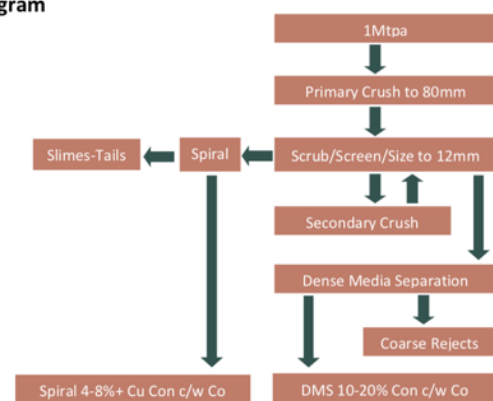 gram
1Mtpa
Primary Crush to 80mm
Slimes-Tails
Spiral
Scrub/Screen/Size to 12mm
Secondary Crush
Dense Media Separation
Coarse Rejects
Spiral 4-8%+ Cu Con c/w Co
DMS 10-20% Con c/w Co